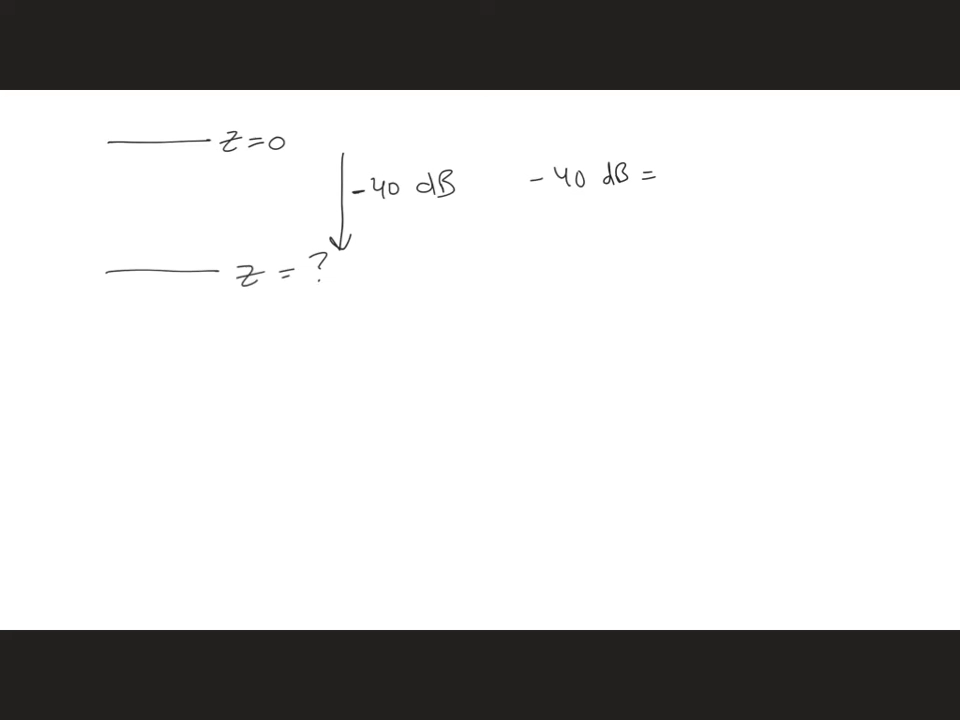 z=0
-40 dB
-40 dB =
z = ?